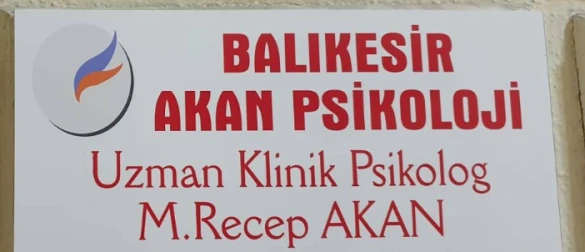 BALIKESİR
AKAN PSİKOLOJİ
Uzman Klinik Psikolog
M.Recep AKAN